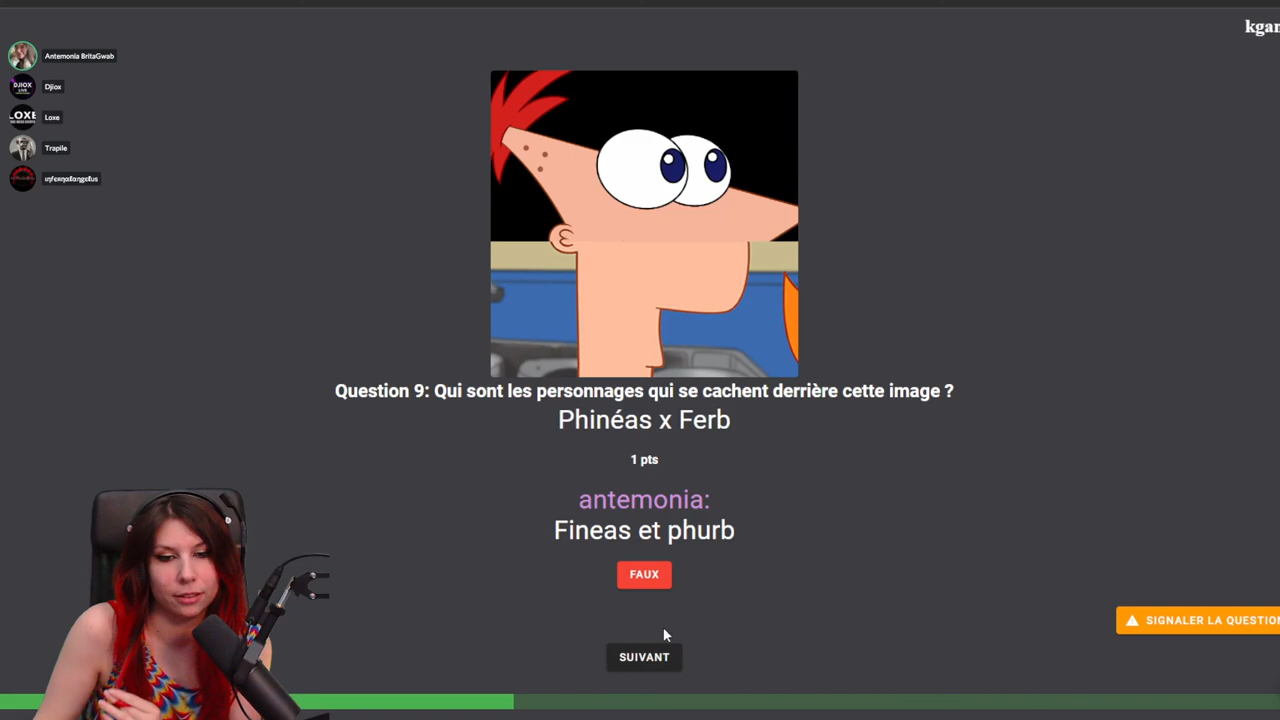 kgar
Antemonia BritaGwab
Djiox
Loxe
Trapile
Question 9: Qui sont les personnages qui se cachent derrière cette image ?
Phinéas x Ferb
1 pts
antemonia:
Fineas et phurb
FAUX
SIGNALER LA QUESTION
SUIVANT